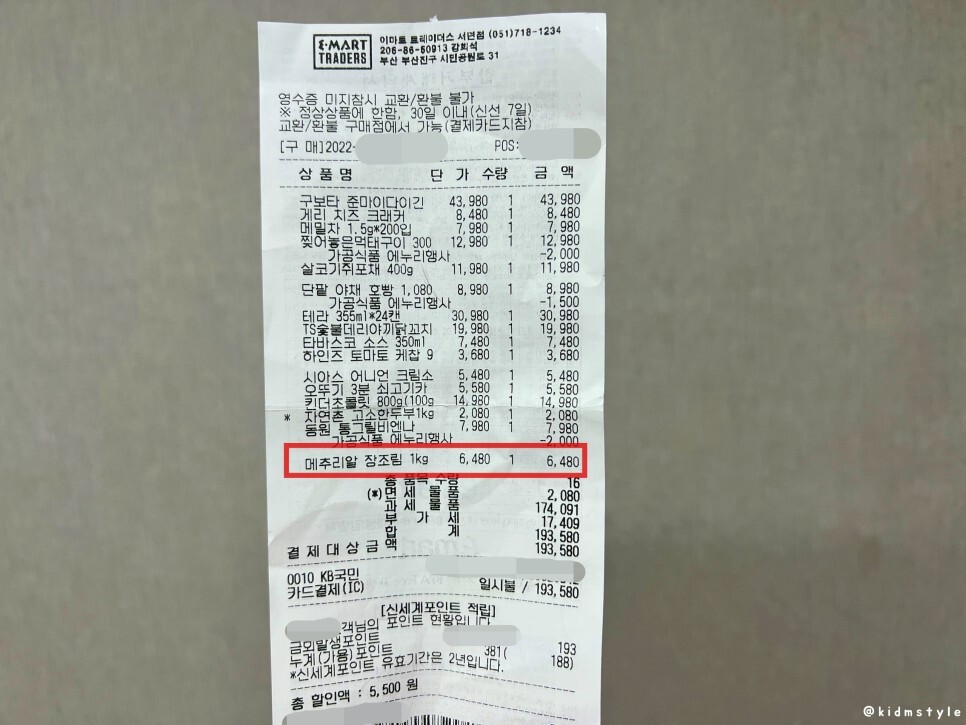 E·MART TRADERS
이마트 트레이더스 서면점 (051)718-1234
206-86-50913 강희석
부산 부산진구 시민공원로 31
영수증 미지참시 교환/환불 불가
※ 정상상품에 한함, 30일 이내(신선 7일)
교환/환불 구매점에서 가능(결제카드지참)
[구 매]2022- POS:
상 품 명 단 가 수량 금 액
구보타 준마이다이긴 43,980 1 43,980
게리 치즈 크래커 8,480 1 8,480
메밀차 1.5g*200입 7,980 1 7,980
찢어놓은먹태구이 300 12,980 1 12,980
가공식품 에누리행사 -2,000
살코기쥐포채 400g 11,980 1 11,980
단팥 야채 호빵 1,080 8,980 1 8,980
가공식품 에누리행사 -1,500
테라 355ml*24캔 30,980 1 30,980
TS숯불데리야끼닭꼬치 19,980 1 19,980
타바스코 소스 350ml 7,480 1 7,480
하인즈 토마토 케찹 9 3,680 1 3,680
시아스 어니언 크림소 5,480 1 5,480
오뚜기 3분 쇠고기카 5,580 1 5,580
킨더초콜릿 800g(100g 14,980 1 14,980
* 자연촌 고소한두부1kg 2,080 1 2,080
동원 통그릴비엔나 7,980 1 7,980
가공식품 에누리행사 -2,000
메추리알 장조림 1kg 6,480 1 6,480
총 품목 수량 16
(*)면 세 물 품 2,080
과 세 물 품 174,091
부 가 세 17,409
합 계 193,580
결 제 대 상 금 액 193,580
0010 KB국민
카드결제(IC) 일시불 / 193,580
[신세계포인트 적립]
객님의 포인트 현황입니다
금회발생포인트 193
누계(가용)포인트 381( 188)
*신세계포인트 유효기간은 2년입니다.
총 할인액 : 5,500 원
@kidmstyle